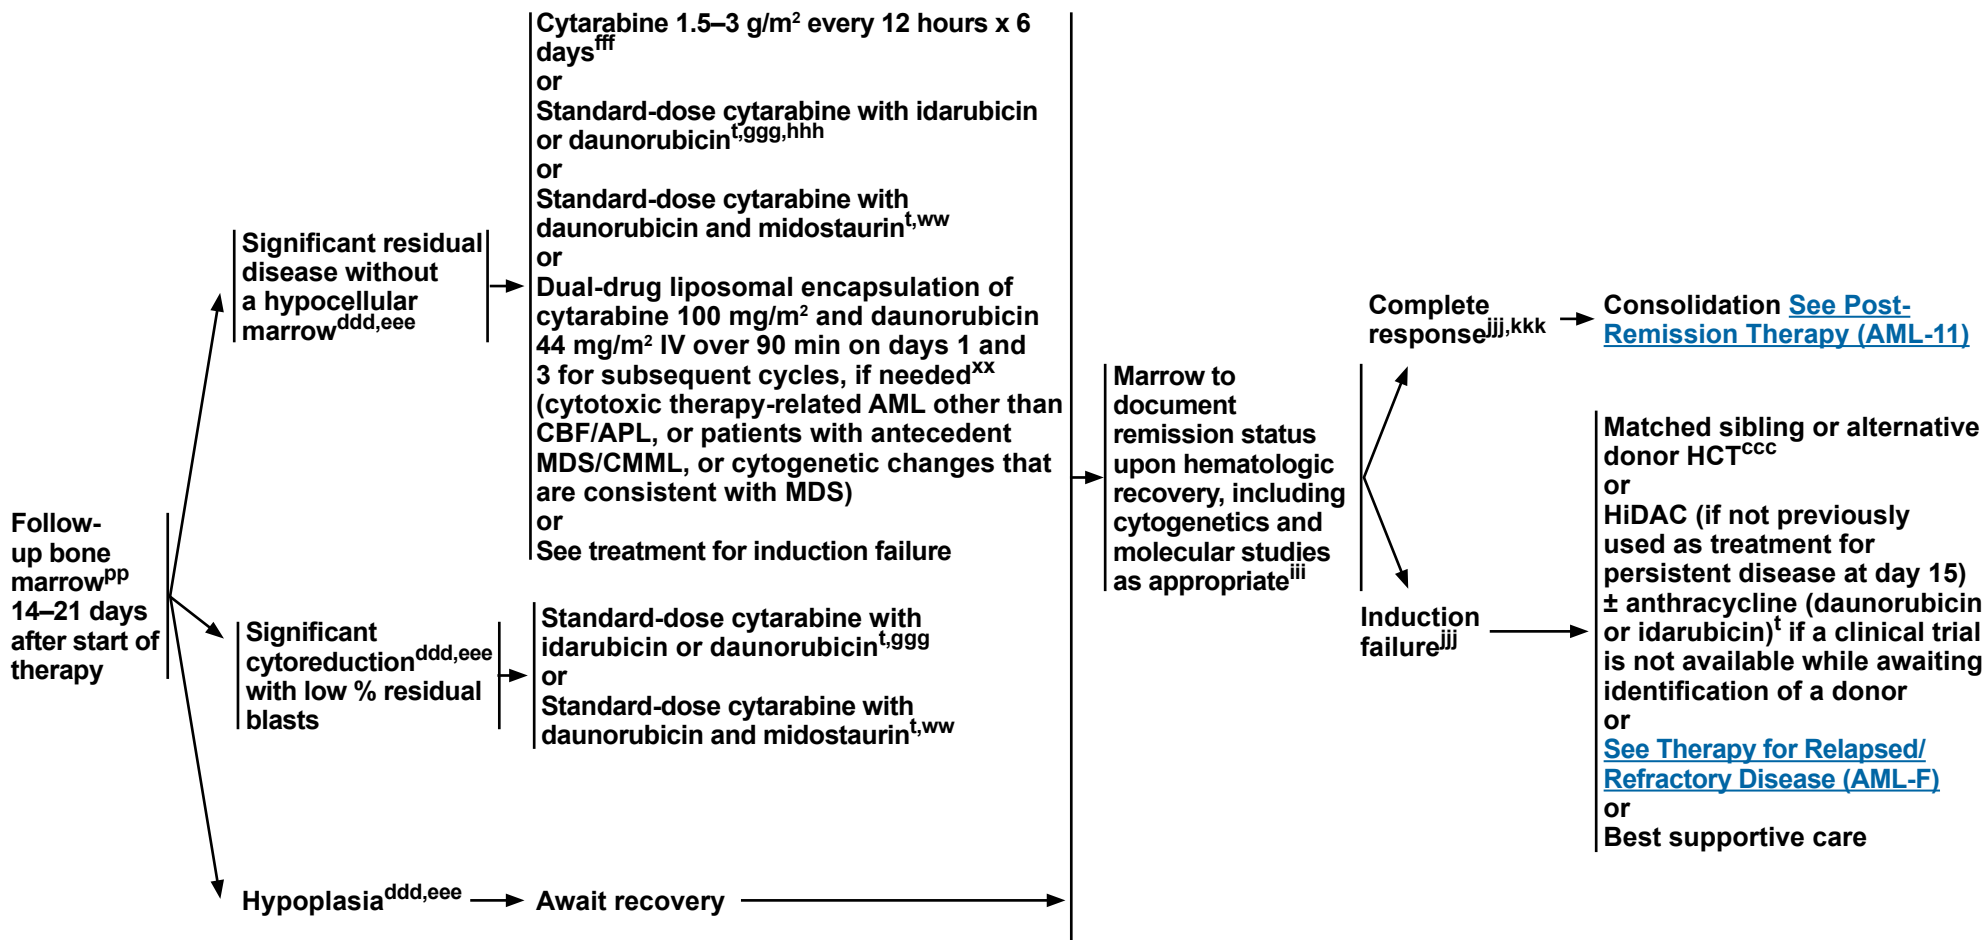 Follow-
up bone
marrowpp
14–21 days
after start of
therapy
Significant residual
disease without
a hypocellular
marrowddd,eee
Cytarabine 1.5–3 g/m² every 12 hours x 6
daysfff
or
Standard-dose cytarabine with idarubicin
or daunorubicint,ggg,hhh
or
Standard-dose cytarabine with
daunorubicin and midostaurint,ww
or
Dual-drug liposomal encapsulation of
cytarabine 100 mg/m² and daunorubicin
44 mg/m² IV over 90 min on days 1 and
3 for subsequent cycles, if neededxx
(cytotoxic therapy-related AML other than
CBF/APL, or patients with antecedent
MDS/CMML, or cytogenetic changes that
are consistent with MDS)
or
See treatment for induction failure
Significant
cytoreductionddd,eee
with low % residual
blasts
Standard-dose cytarabine with
idarubicin or daunorubicint,ggg
or
Standard-dose cytarabine with
daunorubicin and midostaurint,ww
Hypoplasiaddd,eee
Await recovery
Marrow to
document
remission status
upon hematologic
recovery, including
cytogenetics and
molecular studies
as appropriateiii
Complete
responsejjj,kkk
Consolidation See Post-
Remission Therapy (AML-11)
Induction
failurejjj
Matched sibling or alternative
donor HCTccc
or
HiDAC (if not previously
used as treatment for
persistent disease at day 15)
± anthracycline (daunorubicin
or idarubicin)t if a clinical trial
is not available while awaiting
identification of a donor
or
See Therapy for Relapsed/
Refractory Disease (AML-F)
or
Best supportive care